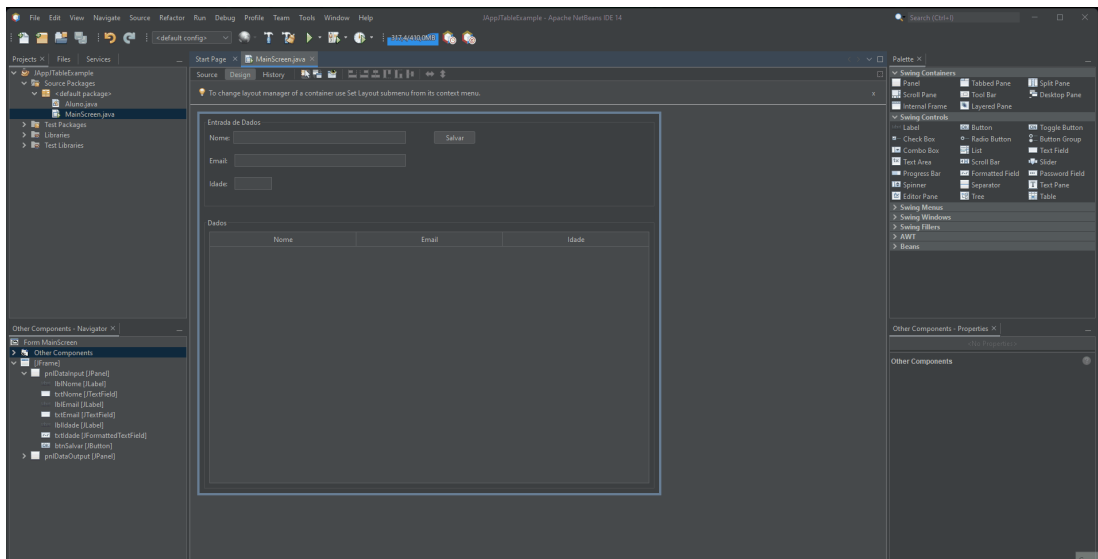 File Edit View Navigate Source Refactor Run Debug Profile Team Tools Window Help JAppJTableExample - Apache NetBeans IDE 14 Search (Ctrl+I)
<default config> 317.4/410.0MB
Projects Files Services
JAppJTableExample
Source Packages
<default package>
Aluno.java
MainScreen.java
Test Packages
Libraries
Test Libraries
Start Page MainScreen.java
Source Design History
To change layout manager of a container use Set Layout submenu from its context menu.
Entrada de Dados
Nome: Salvar
Email:
Idade:
Dados
Nome Email Idade
Palette
Swing Containers
Panel Tabbed Pane Split Pane
Scroll Pane Tool Bar Desktop Pane
Internal Frame Layered Pane
Swing Controls
Label Button Toggle Button
Check Box Radio Button Button Group
Combo Box List Text Field
Text Area Scroll Bar Slider
Progress Bar Formatted Field Password Field
Spinner Separator Text Pane
Editor Pane Tree Table
Swing Menus
Swing Windows
Swing Fillers
AWT
Beans
Other Components - Navigator
Form MainScreen
Other Components
[JFrame]
pnlDataInput [JPanel]
lblNome [JLabel]
txtNome [JTextField]
lblEmail [JLabel]
txtEmail [JTextField]
lblIdade [JLabel]
txtIdade [JFormattedTextField]
btnSalvar [JButton]
pnlDataOutput [JPanel]
Other Components - Properties
<No Properties>
Other Components